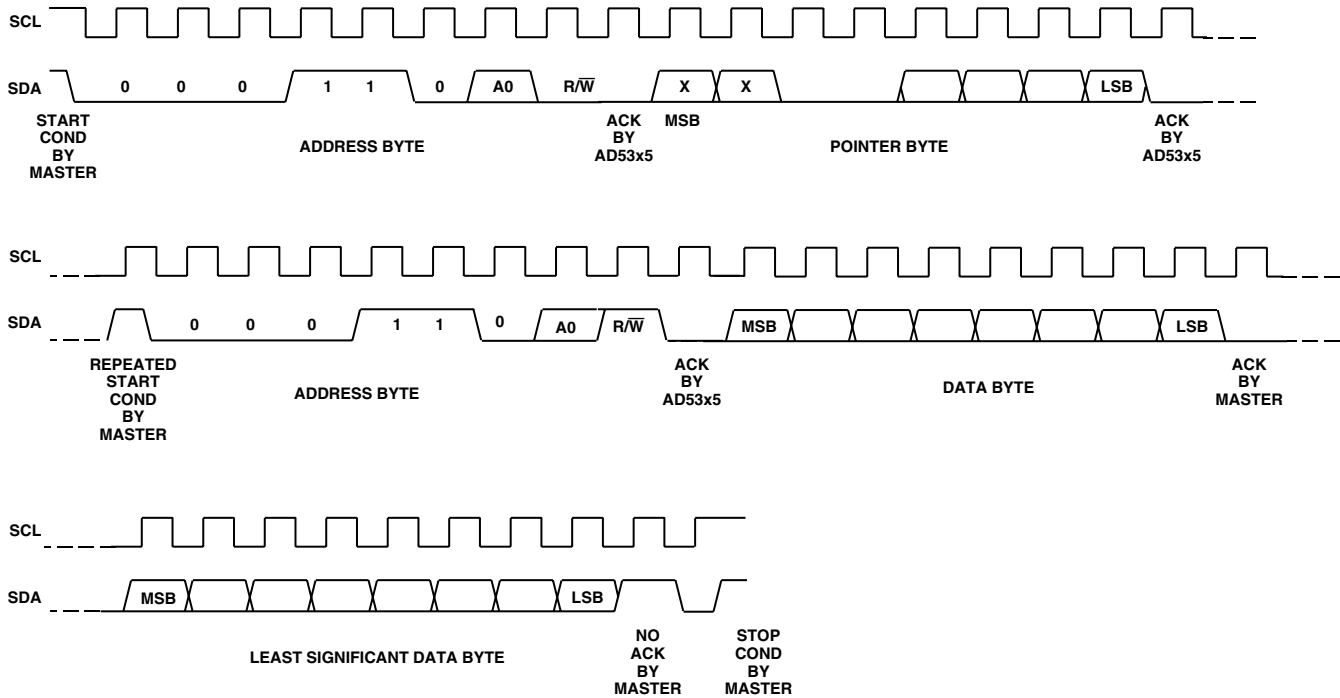 SCL
SDA
0 0 0 1 1 0 A0 R/W̅ X X LSB
START
COND
BY
MASTER
ADDRESS BYTE
ACK
BY
AD53x5
MSB
POINTER BYTE
ACK
BY
AD53x5
SCL
SDA
0 0 0 1 1 0 A0 R/W̅ MSB LSB
REPEATED
START
COND
BY
MASTER
ADDRESS BYTE
ACK
BY
AD53x5
DATA BYTE
ACK
BY
MASTER
SCL
SDA
MSB LSB
LEAST SIGNIFICANT DATA BYTE
NO
ACK
BY
MASTER
STOP
COND
BY
MASTER